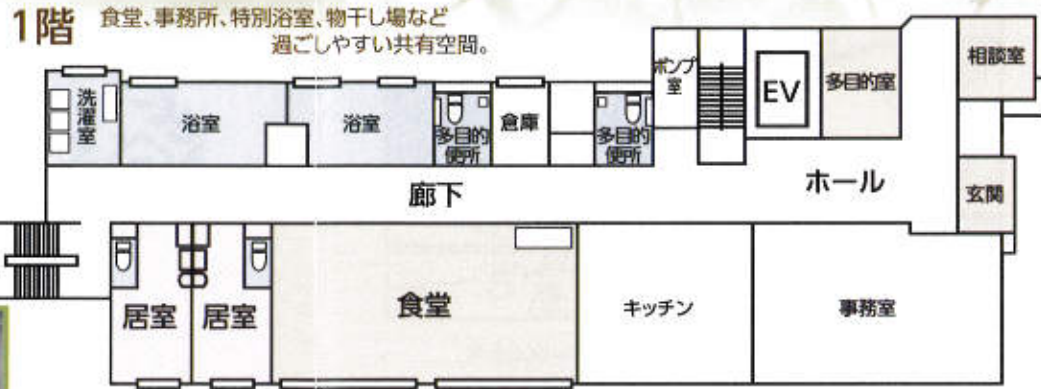 1階
食堂、事務所、特別浴室、物干し場など
過ごしやすい共有空間。
洗濯室
浴室
浴室
多目的
便所
倉庫
多目的
便所
ポンプ
室
EV
多目的室
相談室
廊下
ホール
玄関
居室
居室
食堂
キッチン
事務室